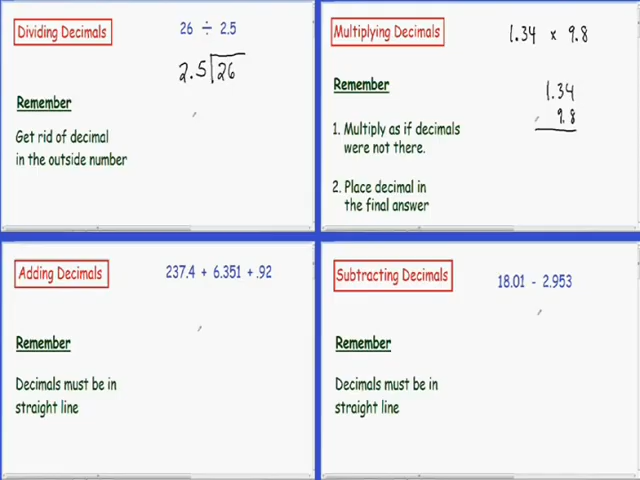 Dividing Decimals
26 ÷ 2.5
2.5 26
Remember
Get rid of decimal
in the outside number
Multiplying Decimals
1.34 x 9.8
1.34
9.8
Remember
1. Multiply as if decimals
were not there.
2. Place decimal in
the final answer
Adding Decimals
237.4 + 6.351 + .92
Remember
Decimals must be in
straight line
Subtracting Decimals
18.01 - 2.953
Remember
Decimals must be in
straight line